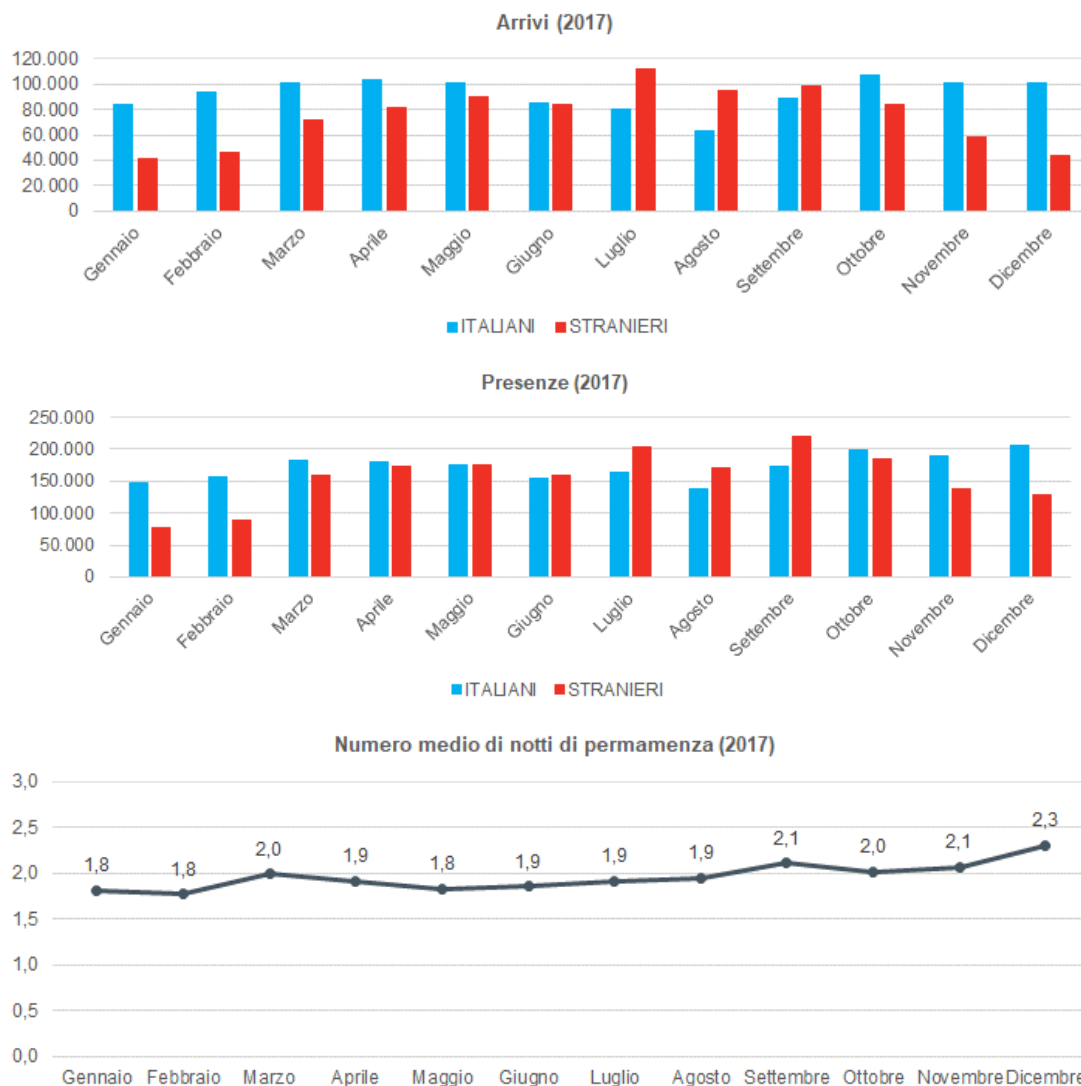 Arrivi (2017)
120.000
100.000
80.000
60.000
40.000
20.000
0
Gennaio Febbraio Marzo Aprile Maggio Giugno Luglio Agosto Settembre Ottobre Novembre Dicembre
ITALIANI STRANIERI
Presenze (2017)
250.000
200.000
150.000
100.000
50.000
0
Gennaio Febbraio Marzo Aprile Maggio Giugno Luglio Agosto Settembre Ottobre Novembre Dicembre
ITALIANI STRANIERI
Numero medio di notti di permamenza (2017)
3,0
2,5
2,0
1,5
1,0
0,5
0,0
1,8 1,8 2,0 1,9 1,8 1,9 1,9 1,9 2,1 2,0 2,1 2,3
Gennaio Febbraio Marzo Aprile Maggio Giugno Luglio Agosto Settembre Ottobre Novembre Dicembre